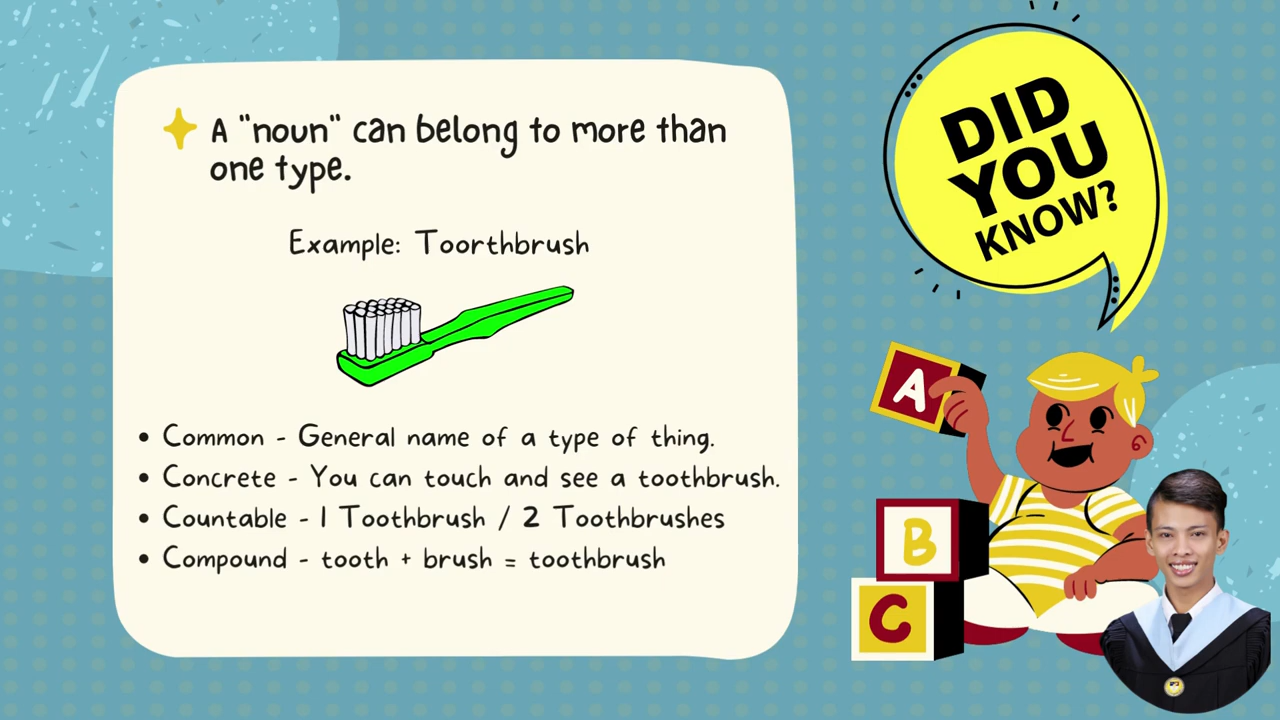 A "noun" can belong to more than
one type.
Example: Toorthbrush
• Common - General name of a type of thing.
• Concrete - You can touch and see a toothbrush.
• Countable - 1 Toothbrush / 2 Toothbrushes
• Compound - tooth + brush = toothbrush
DID
YOU
KNOW?
A
B
C